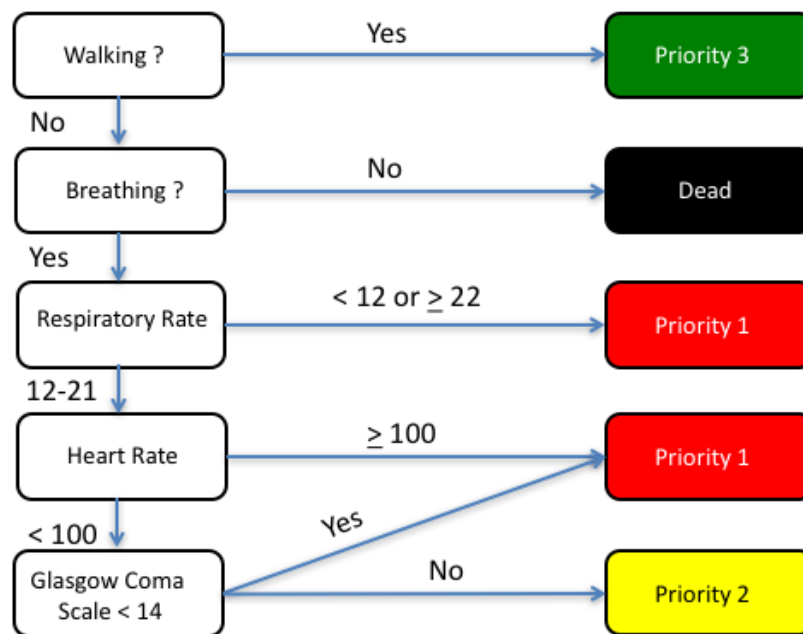 Walking ?
Yes
Priority 3
No
Breathing ?
No
Dead
Yes
Respiratory Rate
< 12 or ≥ 22
Priority 1
12-21
Heart Rate
≥ 100
Priority 1
< 100
Yes
Glasgow Coma
Scale < 14
No
Priority 2